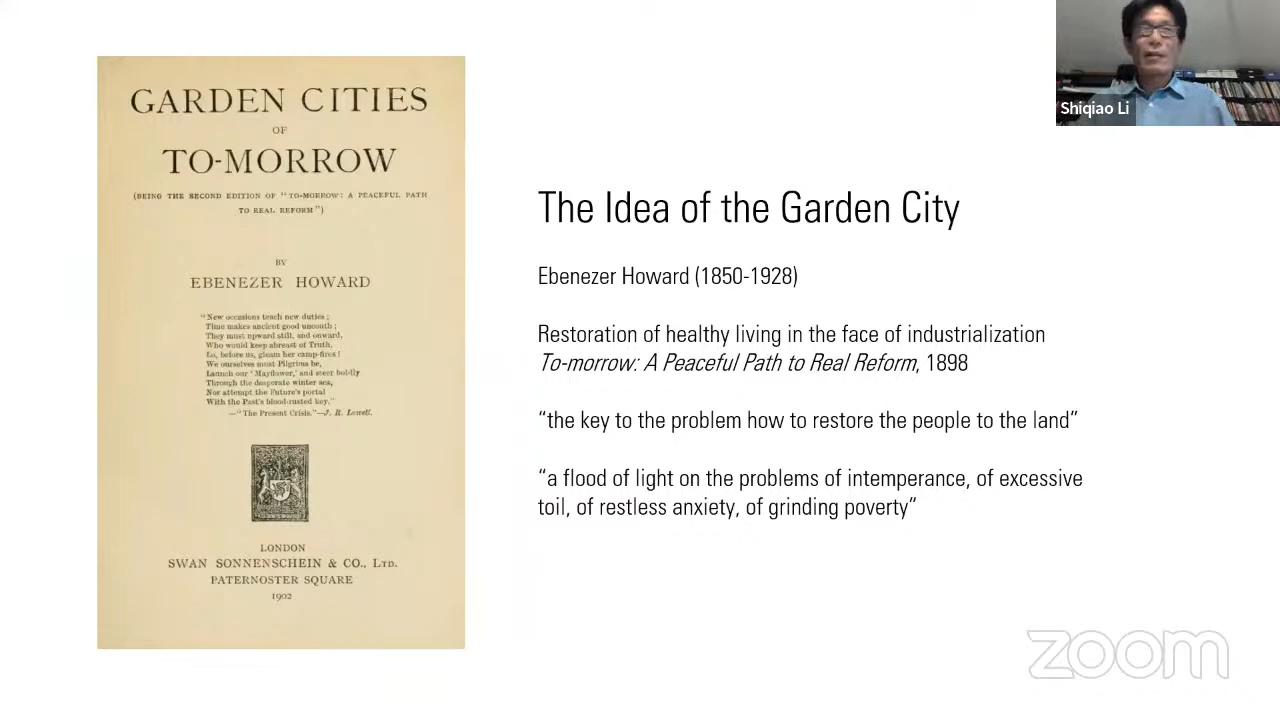 GARDEN CITIES
OF
TO-MORROW
(BEING THE SECOND EDITION OF "TO-MORROW: A PEACEFUL PATH
TO REAL REFORM")
BY
EBENEZER HOWARD
"New occasions teach new duties;
Time makes ancient good uncouth;
They must upward still, and onward,
Who would keep abreast of Truth.
Lo, before us, gleam her camp-fires!
We ourselves must Pilgrims be,
Launch our 'Mayflower,' and steer boldly
Through the desperate winter sea,
Nor attempt the Future's portal
With the Past's blood-rusted key."
—"The Present Crisis."—J. R. Lowell.
LONDON
SWAN SONNENSCHEIN & CO., LTD.
PATERNOSTER SQUARE
1902
The Idea of the Garden City
Ebenezer Howard (1850-1928)
Restoration of healthy living in the face of industrialization
To-morrow: A Peaceful Path to Real Reform, 1898
“the key to the problem how to restore the people to the land”
“a flood of light on the problems of intemperance, of excessive
toil, of restless anxiety, of grinding poverty”
Shiqiao Li
zoom